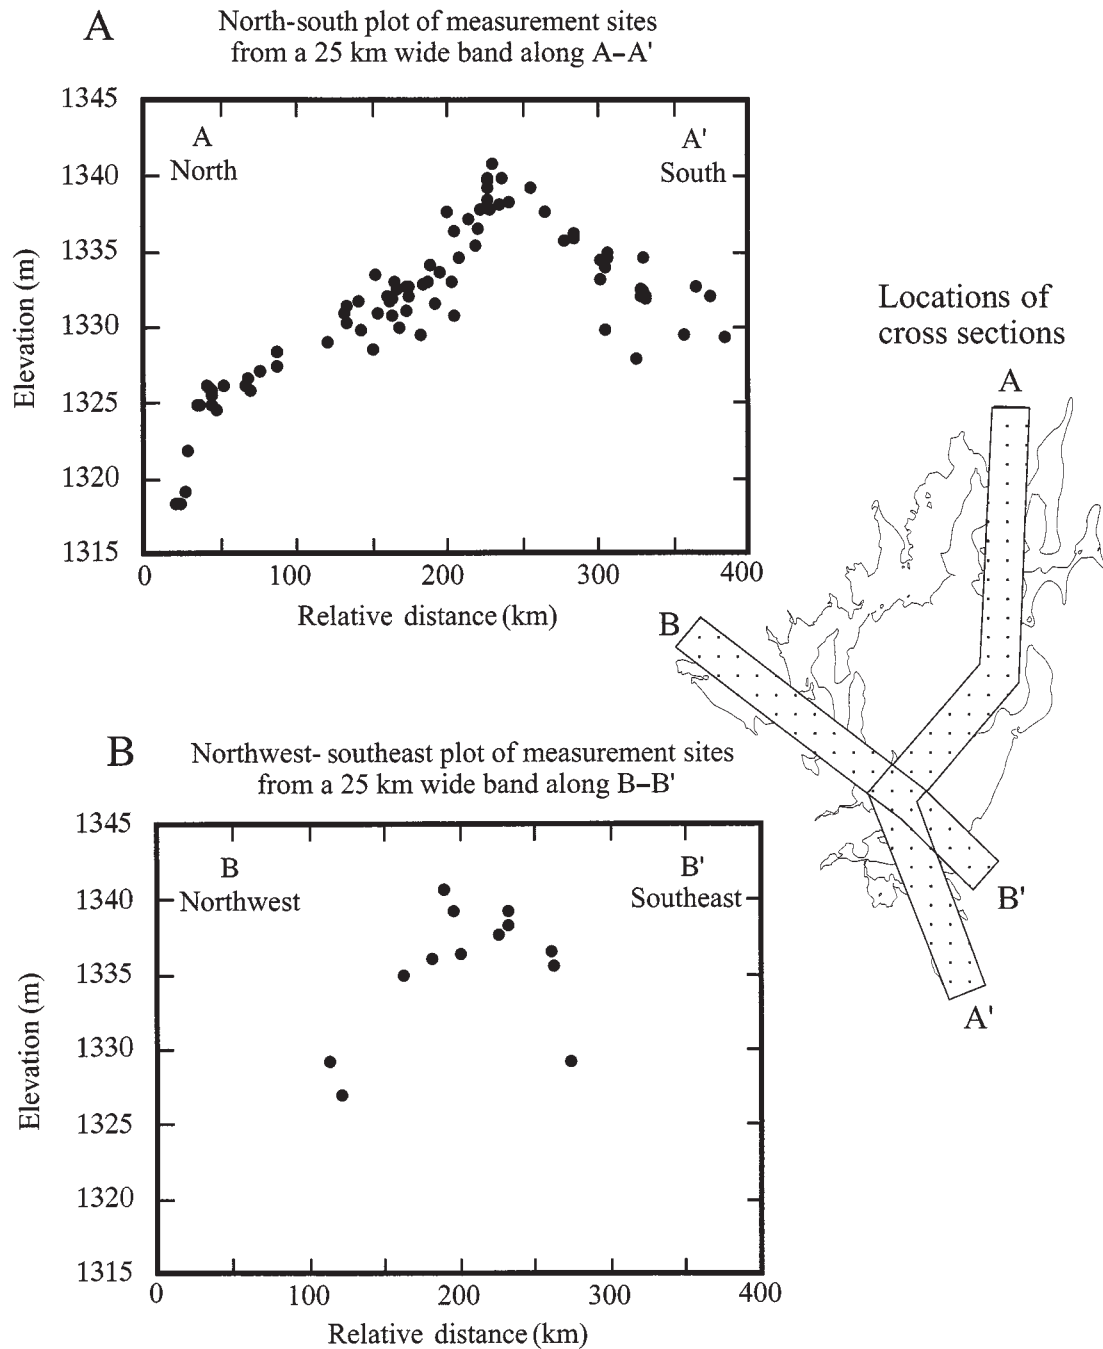 A
North-south plot of measurement sites
from a 25 km wide band along A–A'
1345
1340
1335
1330
1325
1320
1315
Elevation (m)
A
North
A'
South
0
100
200
300
400
Relative distance (km)
Locations of
cross sections
A
B
B'
A'
B
Northwest- southeast plot of measurement sites
from a 25 km wide band along B–B'
1345
1340
1335
1330
1325
1320
1315
Elevation (m)
B
Northwest
B'
Southeast
0
100
200
300
400
Relative distance (km)